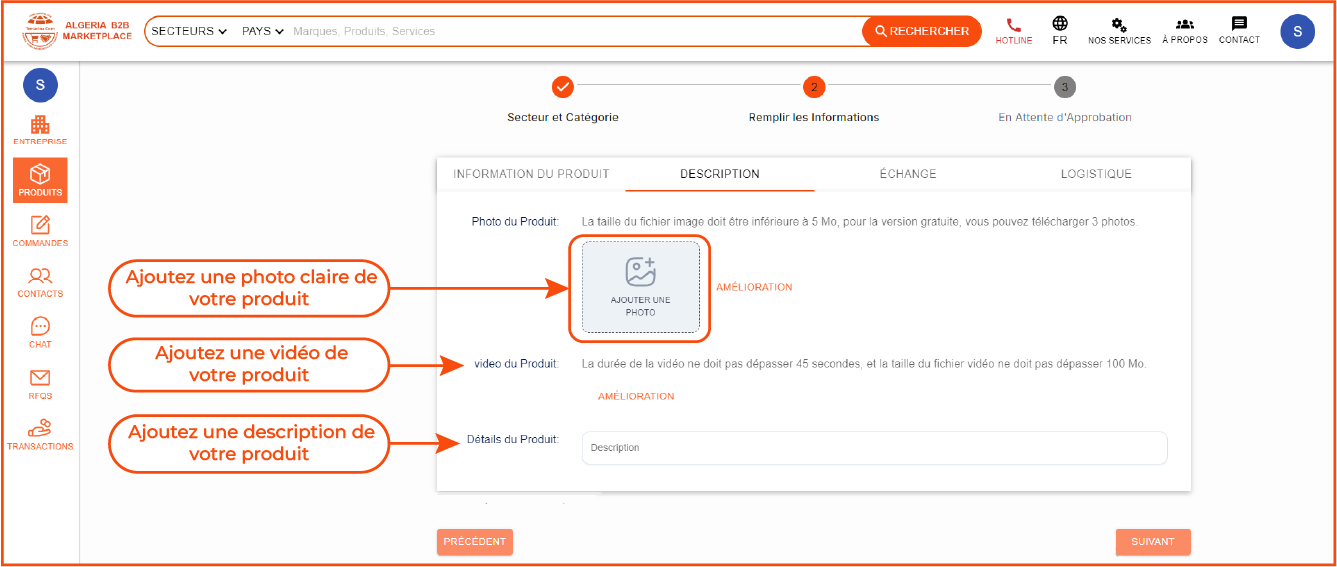 ALGERIA B2B
MARKETPLACE
SECTEURS
PAYS
Marques, Produits, Services
RECHERCHER
HOTLINE
FR
NOS SERVICES
À PROPOS
CONTACT
S
S
ENTREPRISE
PRODUITS
COMMANDES
CONTACTS
CHAT
RFQS
TRANSACTIONS
2
3
Secteur et Catégorie
Remplir les Informations
En Attente d'Approbation
INFORMATION DU PRODUIT
DESCRIPTION
ÉCHANGE
LOGISTIQUE
Photo du Produit:
La taille du fichier image doit être inférieure à 5 Mo, pour la version gratuite, vous pouvez télécharger 3 photos.
Ajoutez une photo claire de
votre produit
AJOUTER UNE
PHOTO
AMÉLIORATION
Ajoutez une vidéo de
votre produit
video du Produit:
La durée de la vidéo ne doit pas dépasser 45 secondes, et la taille du fichier vidéo ne doit pas dépasser 100 Mo.
AMÉLIORATION
Ajoutez une description de
votre produit
Détails du Produit:
Description
PRÉCÉDENT
SUIVANT